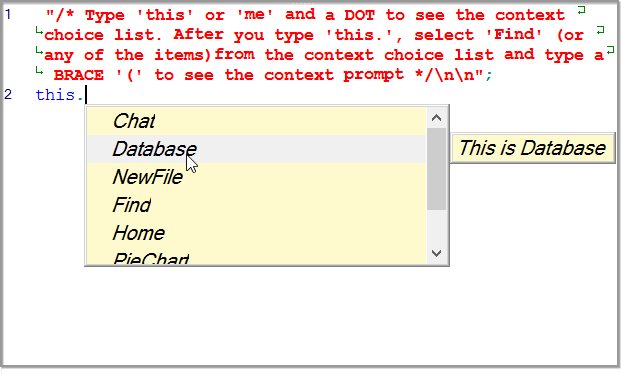 1 "/* Type 'this' or 'me' and a DOT to see the context
choice list. After you type 'this.', select 'Find' (or
any of the items)from the context choice list and type a
BRACE '(' to see the context prompt */\n\n";
2 this.
Chat
Database
This is Database
NewFile
Find
Home
PieChart